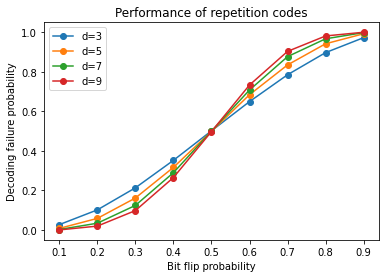 Performance of repetition codes
d=3
d=5
d=7
d=9
Decoding failure probability
1.0
0.8
0.6
0.4
0.2
0.0
0.1 0.2 0.3 0.4 0.5 0.6 0.7 0.8 0.9
Bit flip probability